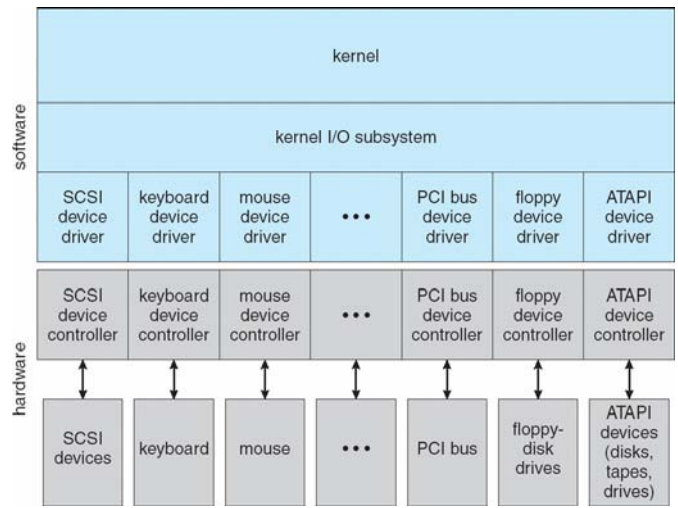 software
kernel
kernel I/O subsystem
SCSI
device
driver
keyboard
device
driver
mouse
device
driver
•••
PCI bus
device
driver
floppy
device
driver
ATAPI
device
driver
hardware
SCSI
device
controller
keyboard
device
controller
mouse
device
controller
•••
PCI bus
device
controller
floppy
device
controller
ATAPI
device
controller
SCSI
devices
keyboard
mouse
•••
PCI bus
floppy-
disk
drives
ATAPI
devices
(disks,
tapes,
drives)